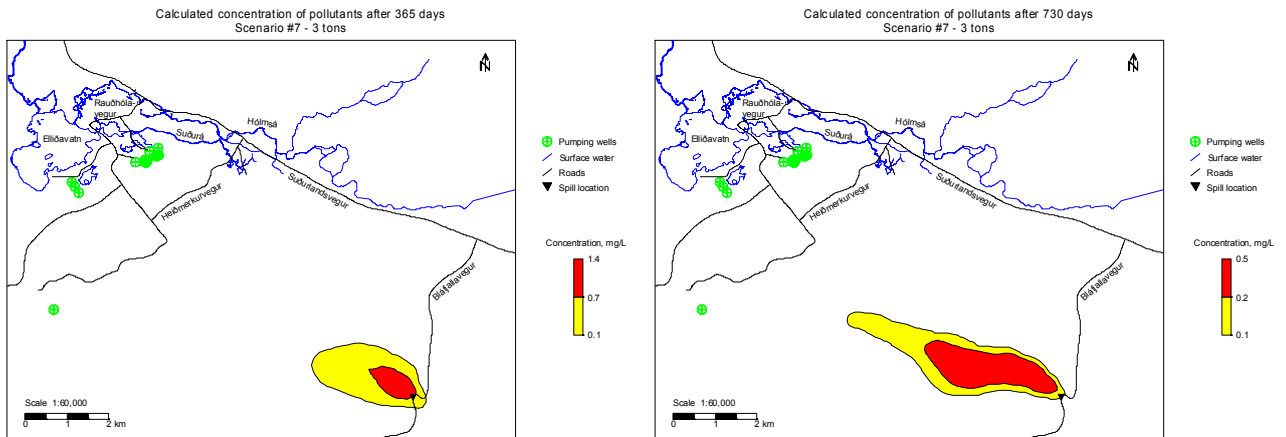 Calculated concentration of pollutants after 365 days
Scenario #7 - 3 tons
N
Rauðhóla-
vegur
Hólmsá
Elliðavatn
Suðurá
Suðurlandsvegur
Heiðmerkurvegur
Bláfjallavegur
Scale 1:60,000
0 1 2 km
Pumping wells
Surface water
Roads
Spill location
Concentration, mg/L
1.4
0.7
0.1
Calculated concentration of pollutants after 730 days
Scenario #7 - 3 tons
N
Rauðhóla-
vegur
Hólmsá
Elliðavatn
Suðurá
Suðurlandsvegur
Heiðmerkurvegur
Bláfjallavegur
Scale 1:60,000
0 1 2 km
Pumping wells
Surface water
Roads
Spill location
Concentration, mg/L
0.5
0.2
0.1